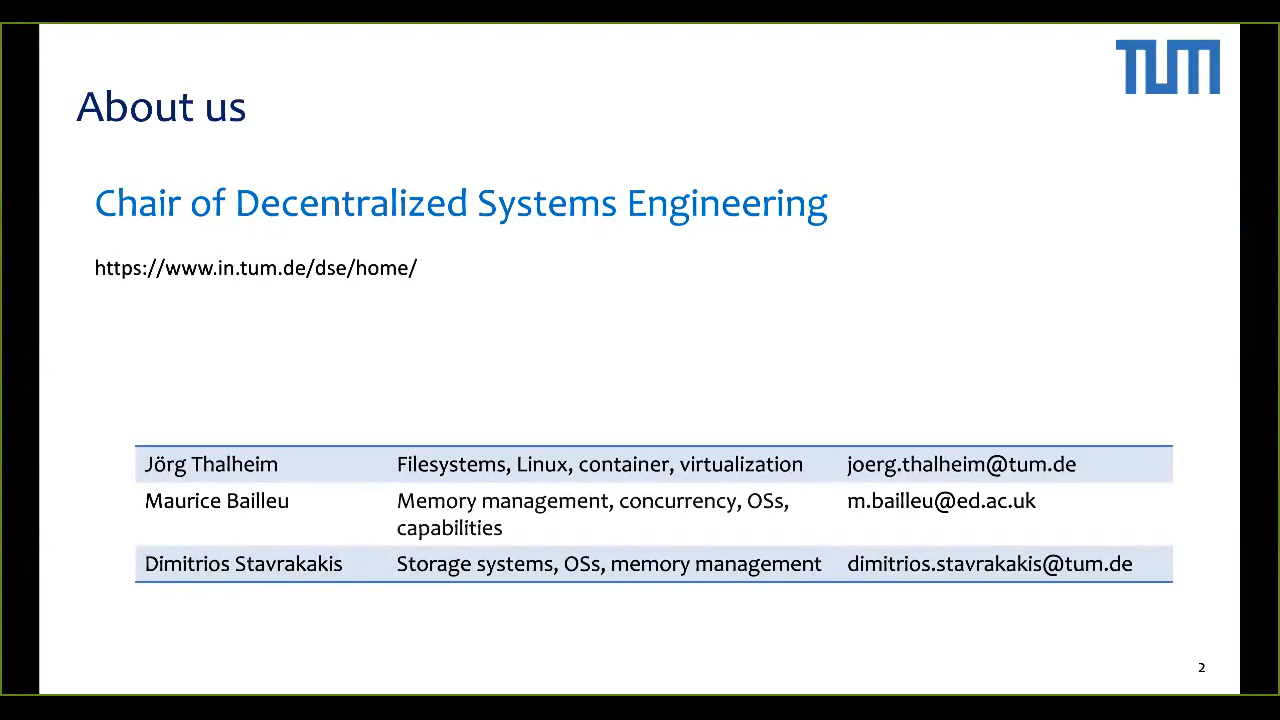 TUM
About us
Chair of Decentralized Systems Engineering
https://www.in.tum.de/dse/home/
Jörg Thalheim Filesystems, Linux, container, virtualization joerg.thalheim@tum.de
Maurice Bailleu Memory management, concurrency, OSs, m.bailleu@ed.ac.uk
capabilities
Dimitrios Stavrakakis Storage systems, OSs, memory management dimitrios.stavrakakis@tum.de
2